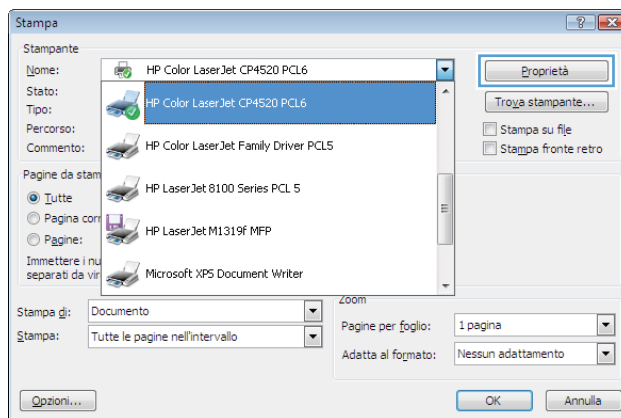 Stampa
Stampante
Nome: HP Color LaserJet CP4520 PCL6
Proprietà
Stato:
HP Color LaserJet CP4520 PCL6
Trova stampante...
Tipo:
Percorso:
Stampa su file
Commento:
HP Color LaserJet Family Driver PCL5
Stampa fronte retro
Pagine da stam
HP LaserJet 8100 Series PCL 5
Tutte
Pagina corr
HP LaserJet M1319f MFP
Pagine:
Immettere i nu
separati da vir
Microsoft XPS Document Writer
Zoom
Stampa di: Documento
Pagine per foglio: 1 pagina
Stampa: Tutte le pagine nell'intervallo
Adatta al formato: Nessun adattamento
Opzioni...
OK
Annulla